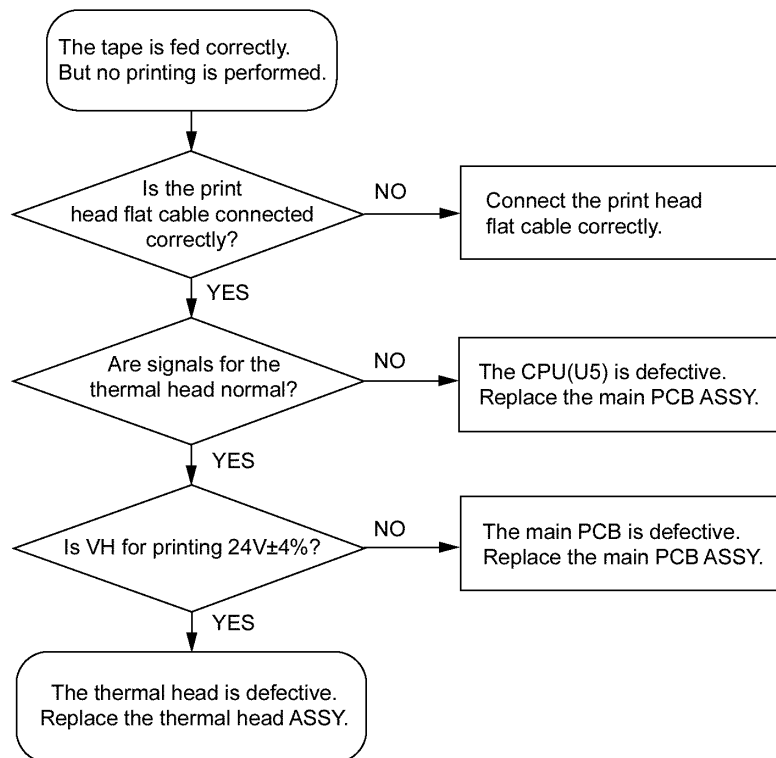 The tape is fed correctly.
But no printing is performed.
Is the print
head flat cable connected
correctly?
NO
Connect the print head
flat cable correctly.
YES
Are signals for the
thermal head normal?
NO
The CPU(U5) is defective.
Replace the main PCB ASSY.
YES
Is VH for printing 24V±4%?
NO
The main PCB is defective.
Replace the main PCB ASSY.
YES
The thermal head is defective.
Replace the thermal head ASSY.